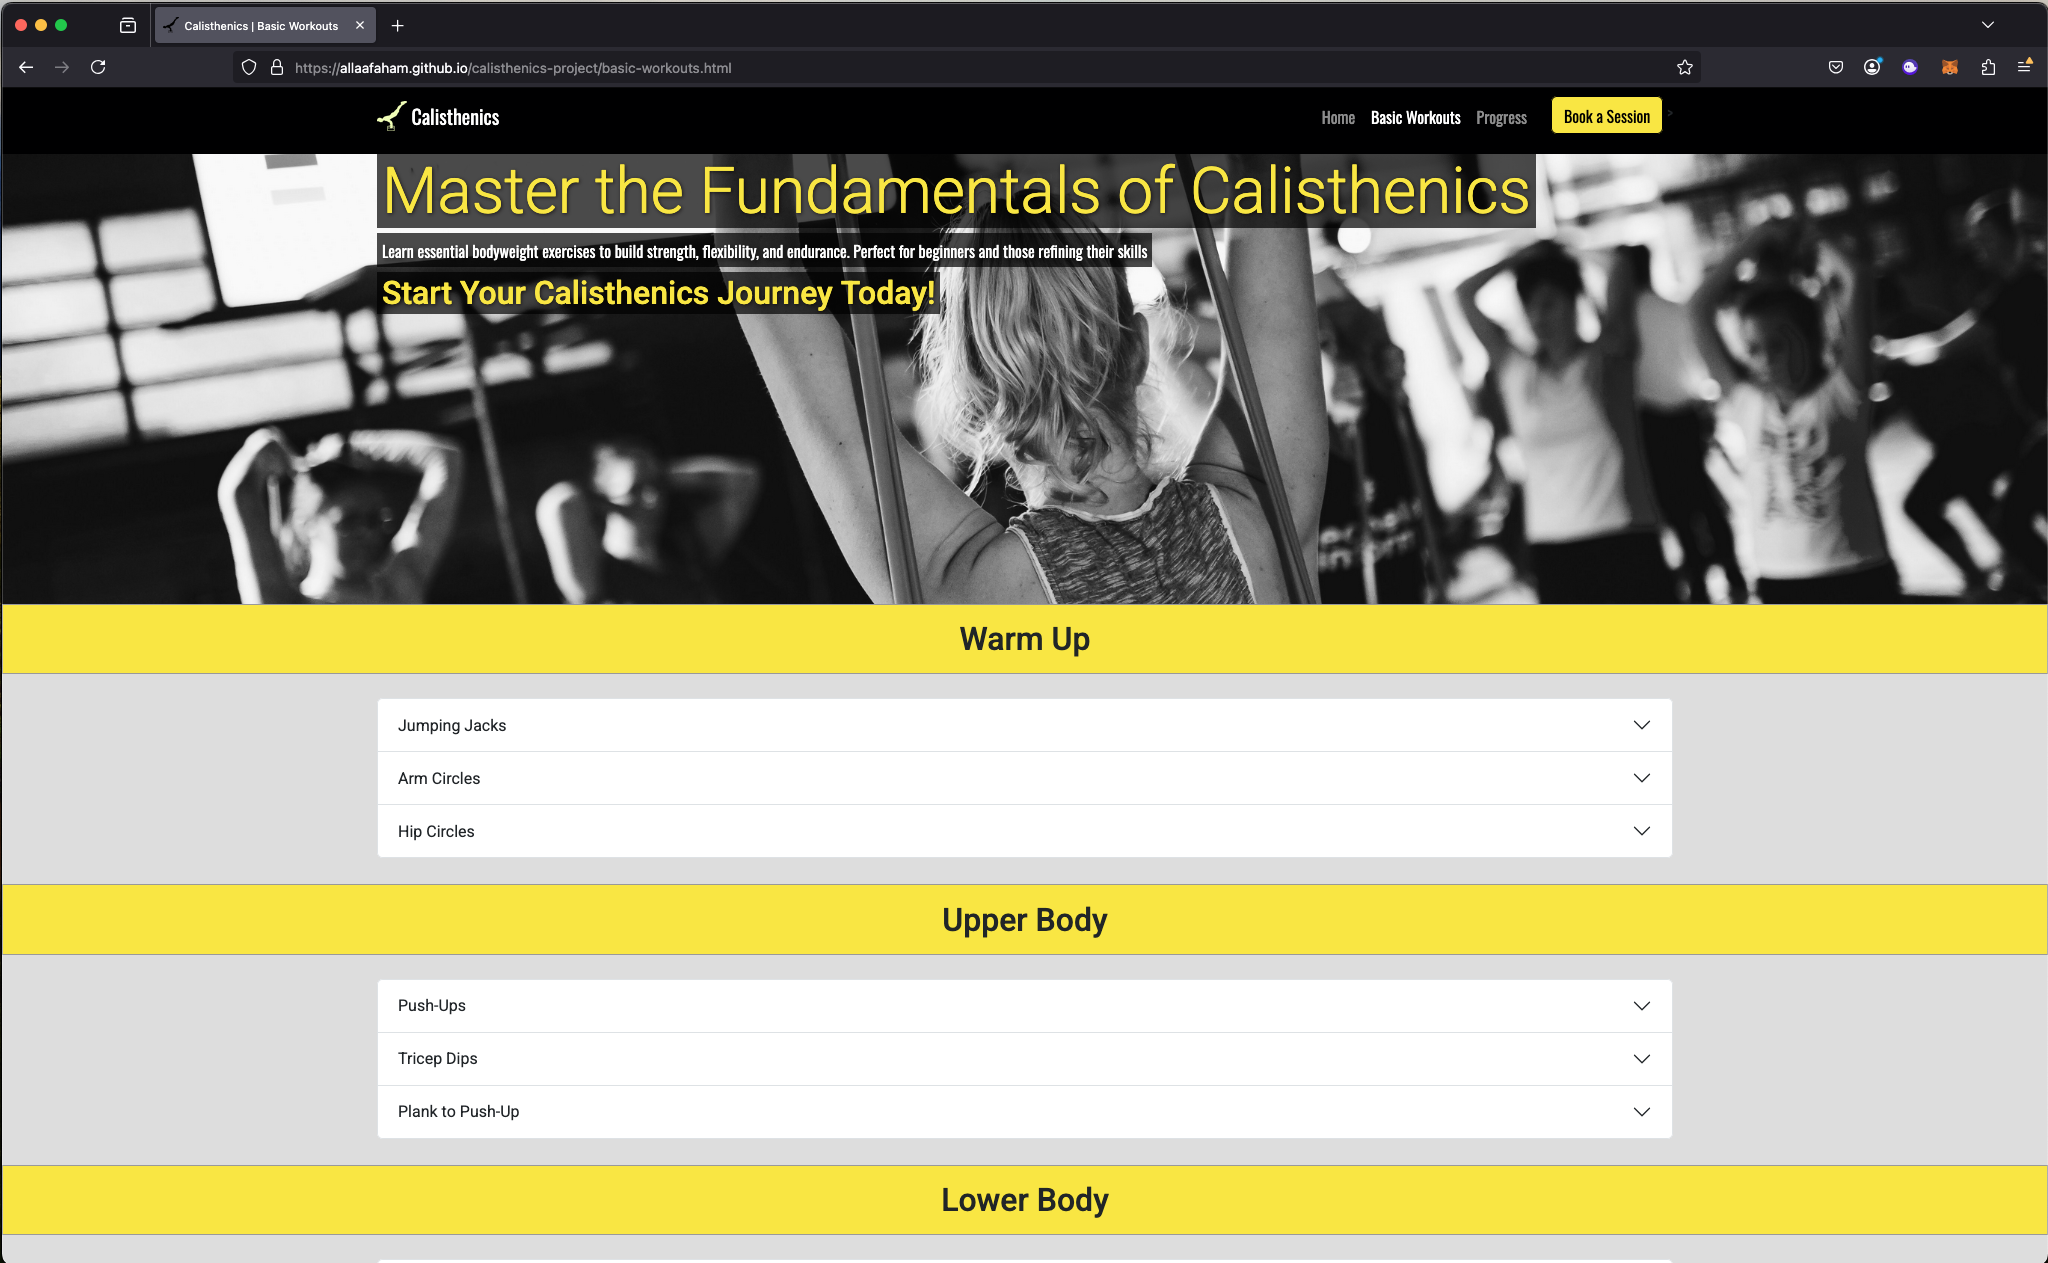 Calisthenics | Basic Workouts
https://allaafaham.github.io/calisthenics-project/basic-workouts.html
Calisthenics
Home Basic Workouts Progress Book a Session >
Master the Fundamentals of Calisthenics
Learn essential bodyweight exercises to build strength, flexibility, and endurance. Perfect for beginners and those refining their skills
Start Your Calisthenics Journey Today!
Warm Up
Jumping Jacks
Arm Circles
Hip Circles
Upper Body
Push-Ups
Tricep Dips
Plank to Push-Up
Lower Body